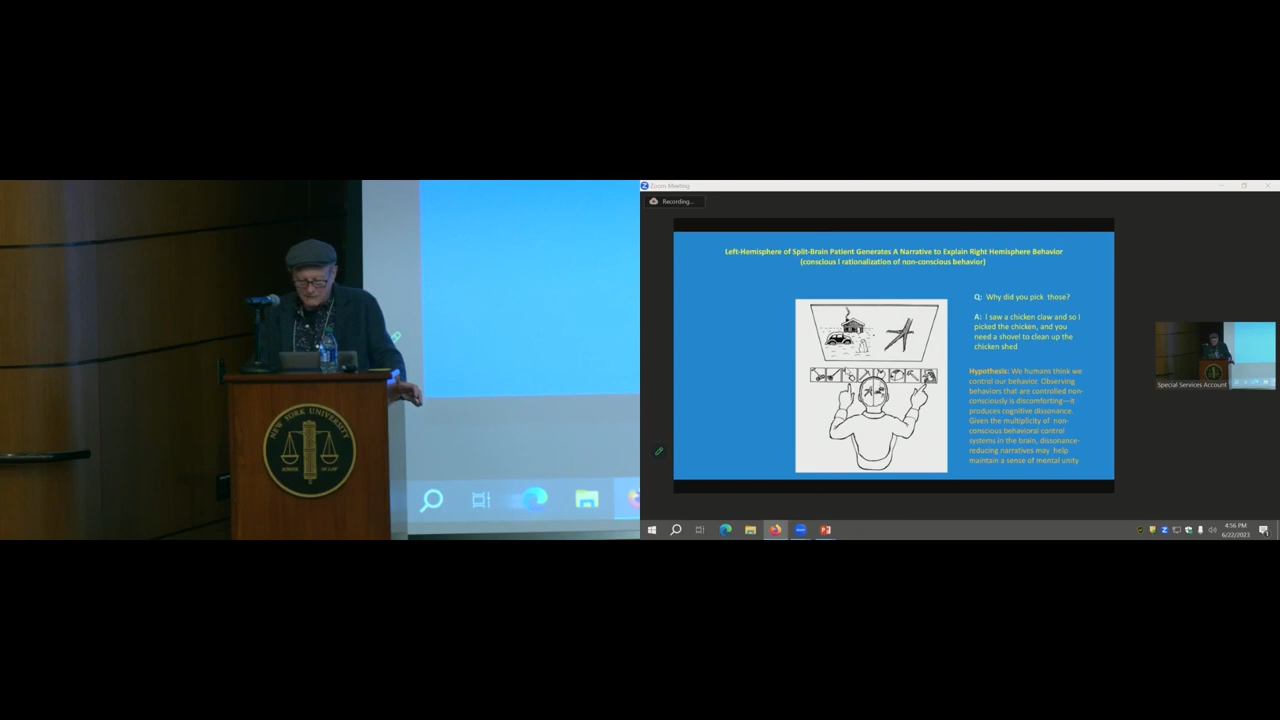 NEW YORK UNIVERSITY
SCHOOL OF LAW
Zoom Meeting
Recording...
Left-Hemisphere of Split-Brain Patient Generates A Narrative to Explain Right Hemisphere Behavior
(conscious l rationalization of non-conscious behavior)
Q: Why did you pick those?
A: I saw a chicken claw and so I
picked the chicken, and you
need a shovel to clean up the
chicken shed
Hypothesis: We humans think we
control our behavior. Observing
behaviors that are controlled non-
consciously is discomforting—it
produces cognitive dissonance.
Given the multiplicity of non-
conscious behavioral control
systems in the brain, dissonance-
reducing narratives may help
maintain a sense of mental unity
Special Services Account
4:56 PM
6/22/2023